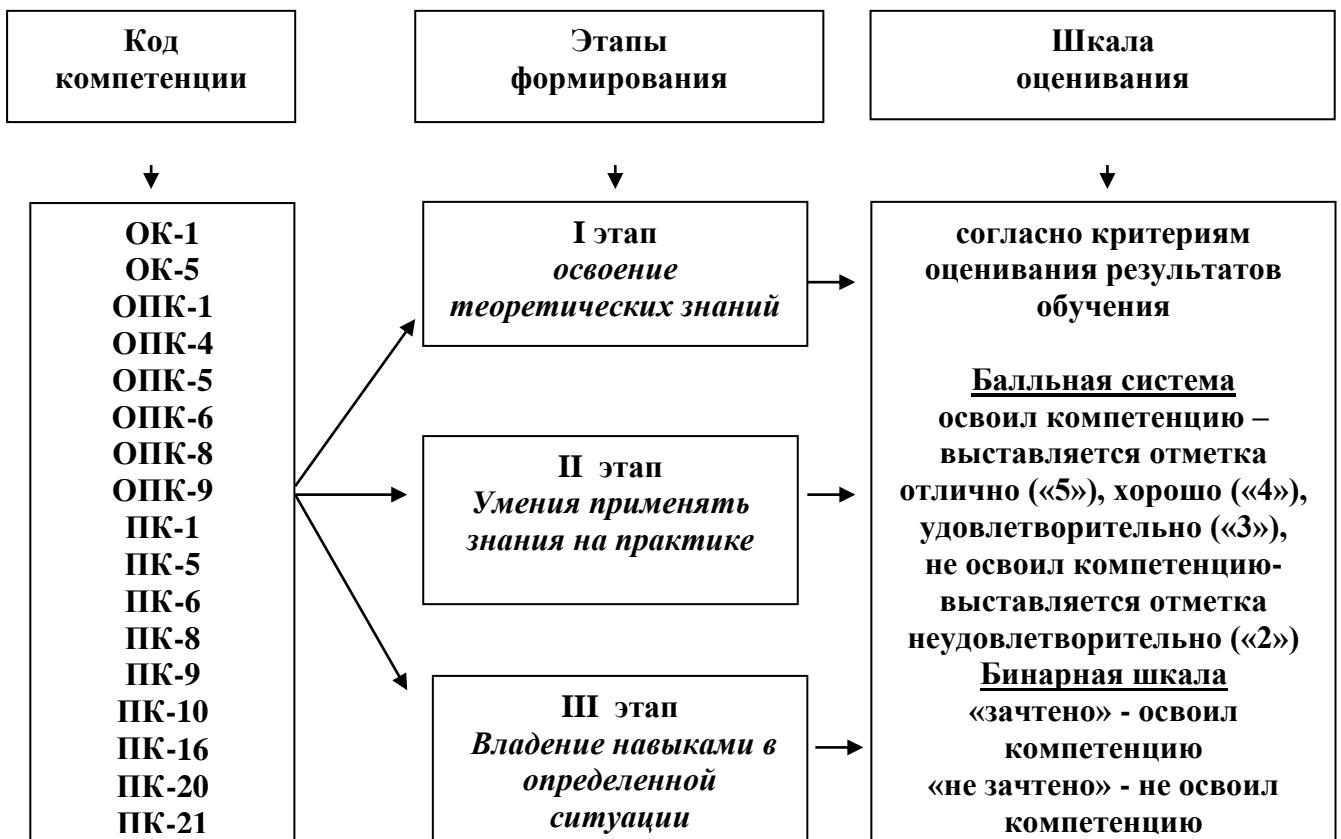 Код
компетенции
Этапы
формирования
Шкала
оценивания
ОК-1
ОК-5
ОПК-1
ОПК-4
ОПК-5
ОПК-6
ОПК-8
ОПК-9
ПК-1
ПК-5
ПК-6
ПК-8
ПК-9
ПК-10
ПК-16
ПК-20
ПК-21
I этап
освоение
теоретических знаний
II этап
Умения применять
знания на практике
III этап
Владение навыками в
определенной
ситуации
согласно критериям
оценивания результатов
обучения
Балльная система
освоил компетенцию –
выставляется отметка
отлично («5»), хорошо («4»),
удовлетворительно («3»),
не освоил компетенцию-
выставляется отметка
неудовлетворительно («2»)
Бинарная шкала
«зачтено» - освоил
компетенцию
«не зачтено» - не освоил
компетенцию